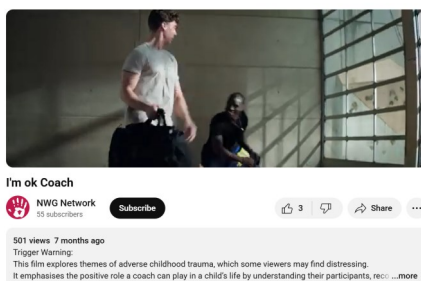 I'm ok Coach
NWG Network
55 subscribers
Subscribe
3
Share
501 views 7 months ago
Trigger Warning:
This film explores themes of adverse childhood trauma, which some viewers may find distressing.
It emphasises the positive role a coach can play in a child's life by understanding their participants, reco ...more